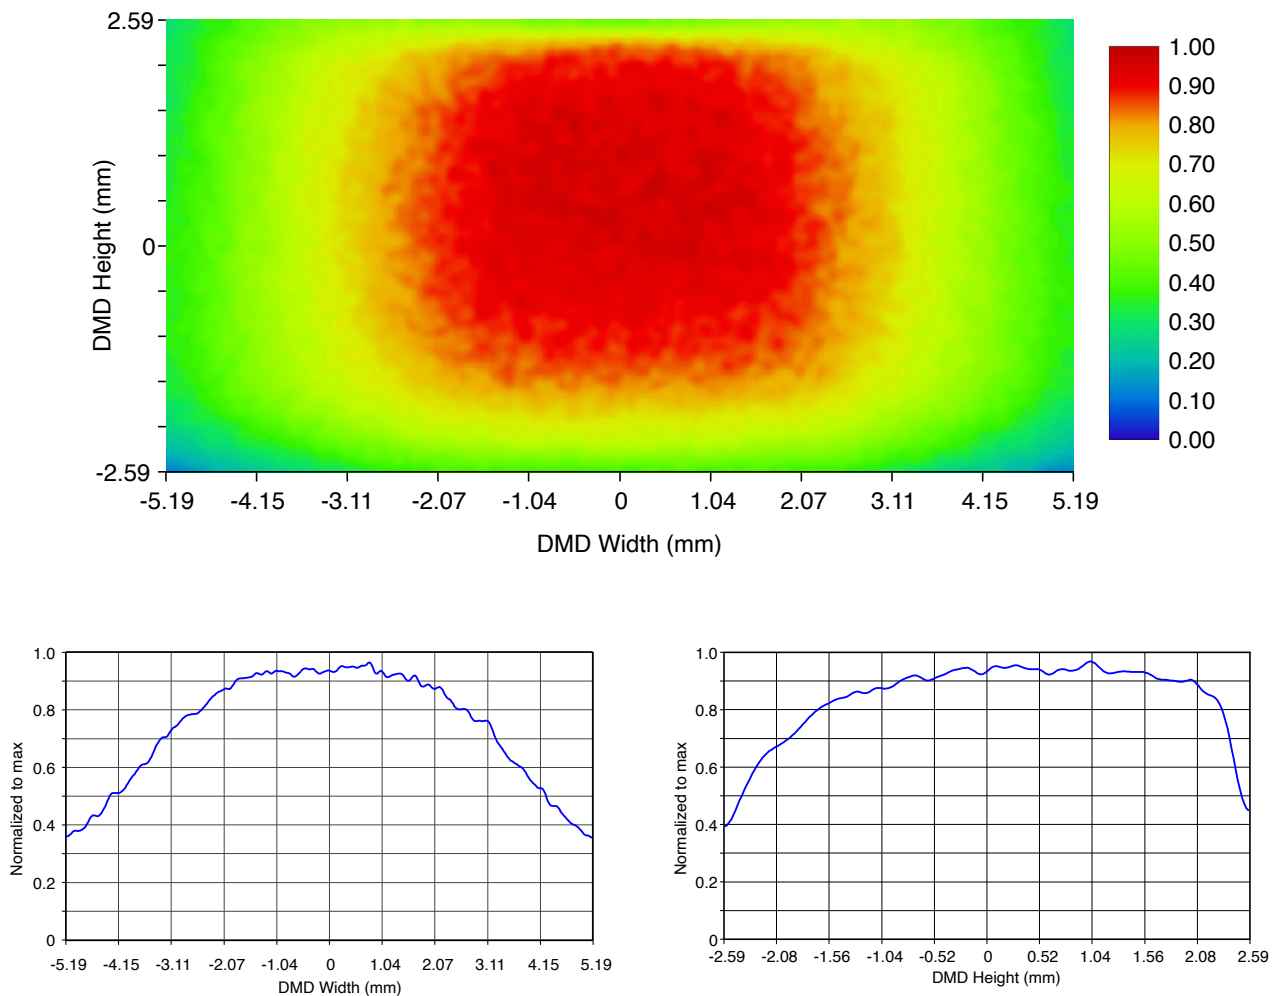 2.59
0
-2.59
DMD Height (mm)
-5.19 -4.15 -3.11 -2.07 -1.04 0 1.04 2.07 3.11 4.15 5.19
DMD Width (mm)
1.00
0.90
0.80
0.70
0.60
0.50
0.40
0.30
0.20
0.10
0.00
1.0
0.8
0.6
0.4
0.2
0
Normalized to max
-5.19 -4.15 -3.11 -2.07 -1.04 0 1.04 2.07 3.11 4.15 5.19
DMD Width (mm)
1.0
0.8
0.6
0.4
0.2
0
Normalized to max
-2.59 -2.08 -1.56 -1.04 -0.52 0 0.52 1.04 1.56 2.08 2.59
DMD Height (mm)